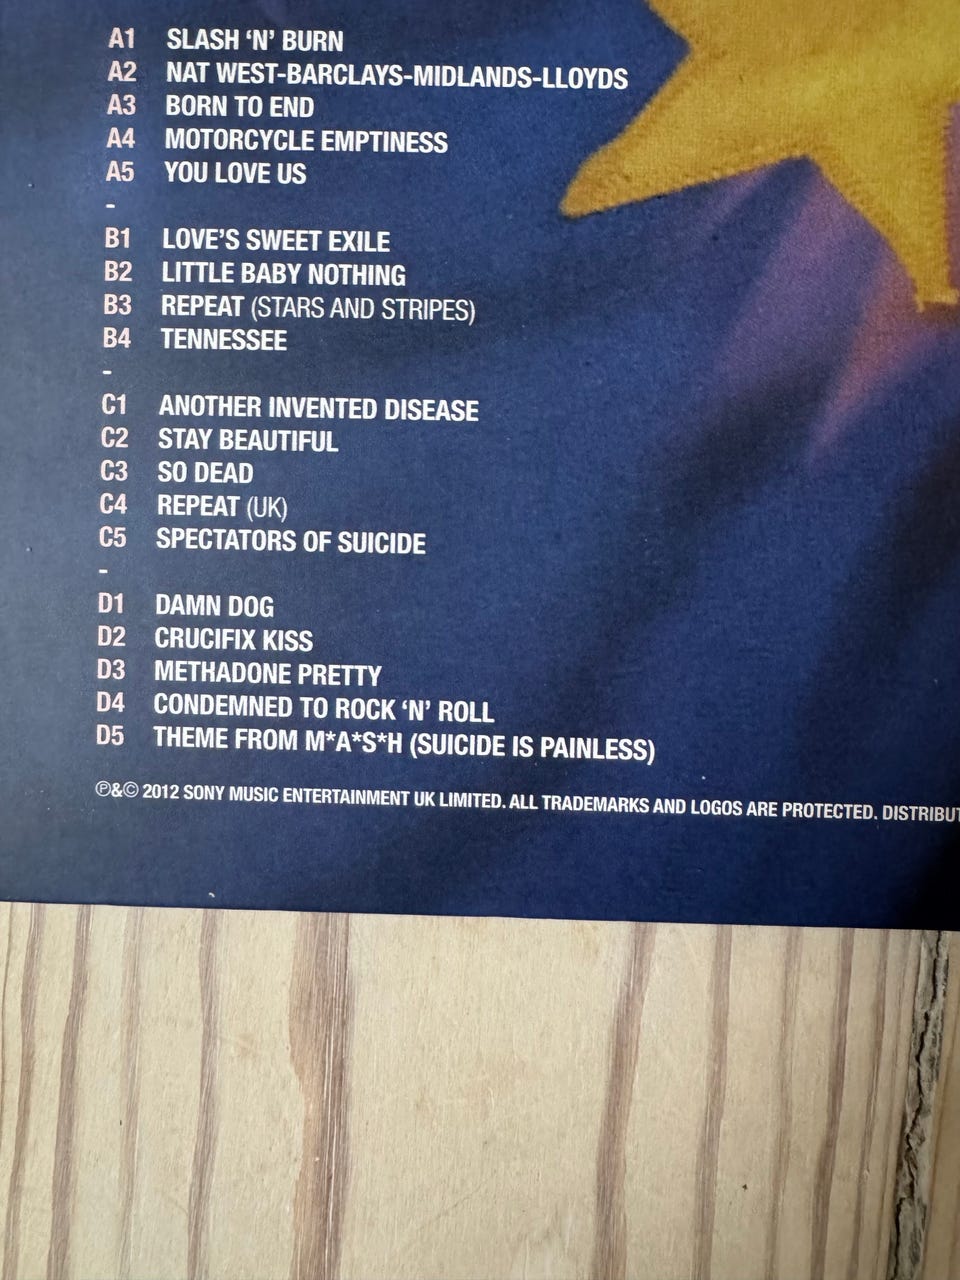 A1 SLASH ‘N’ BURN
A2 NAT WEST-BARCLAYS-MIDLANDS-LLOYDS
A3 BORN TO END
A4 MOTORCYCLE EMPTINESS
A5 YOU LOVE US
-
B1 LOVE’S SWEET EXILE
B2 LITTLE BABY NOTHING
B3 REPEAT (STARS AND STRIPES)
B4 TENNESSEE
-
C1 ANOTHER INVENTED DISEASE
C2 STAY BEAUTIFUL
C3 SO DEAD
C4 REPEAT (UK)
C5 SPECTATORS OF SUICIDE
-
D1 DAMN DOG
D2 CRUCIFIX KISS
D3 METHADONE PRETTY
D4 CONDEMNED TO ROCK ‘N’ ROLL
D5 THEME FROM M*A*S*H (SUICIDE IS PAINLESS)
℗&© 2012 SONY MUSIC ENTERTAINMENT UK LIMITED. ALL TRADEMARKS AND LOGOS ARE PROTECTED. DISTRIBUT